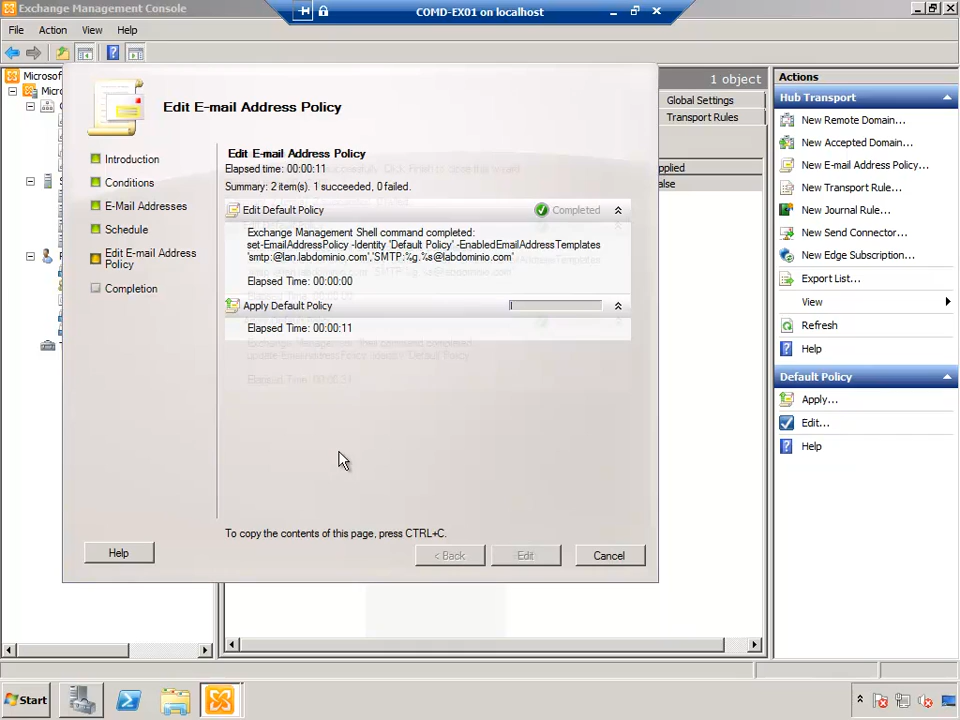 Exchange Management Console
COMD-EX01 on localhost
File Action View Help
Microsof
Micro
1 object
Global Settings
Transport Rules
pplied
alse
Edit E-mail Address Policy
Introduction
Conditions
E-Mail Addresses
Schedule
Edit E-mail Address
Policy
Completion
Edit E-mail Address Policy
Elapsed time: 00:00:11
Summary: 2 item(s). 1 succeeded, 0 failed.
Edit Default Policy
Completed
Exchange Management Shell command completed:
set-EmailAddressPolicy -Identity 'Default Policy' -EnabledEmailAddressTemplates
'smtp:@lan.labdominio.com','SMTP:%g.%s@labdominio.com'
Elapsed Time: 00:00:00
Apply Default Policy
Elapsed Time: 00:00:11
To copy the contents of this page, press CTRL+C.
Help
< Back
Edit
Cancel
Actions
Hub Transport
New Remote Domain...
New Accepted Domain...
New E-mail Address Policy...
New Transport Rule...
New Journal Rule...
New Send Connector...
New Edge Subscription...
Export List...
View
Refresh
Help
Default Policy
Apply...
Edit...
Help
Start